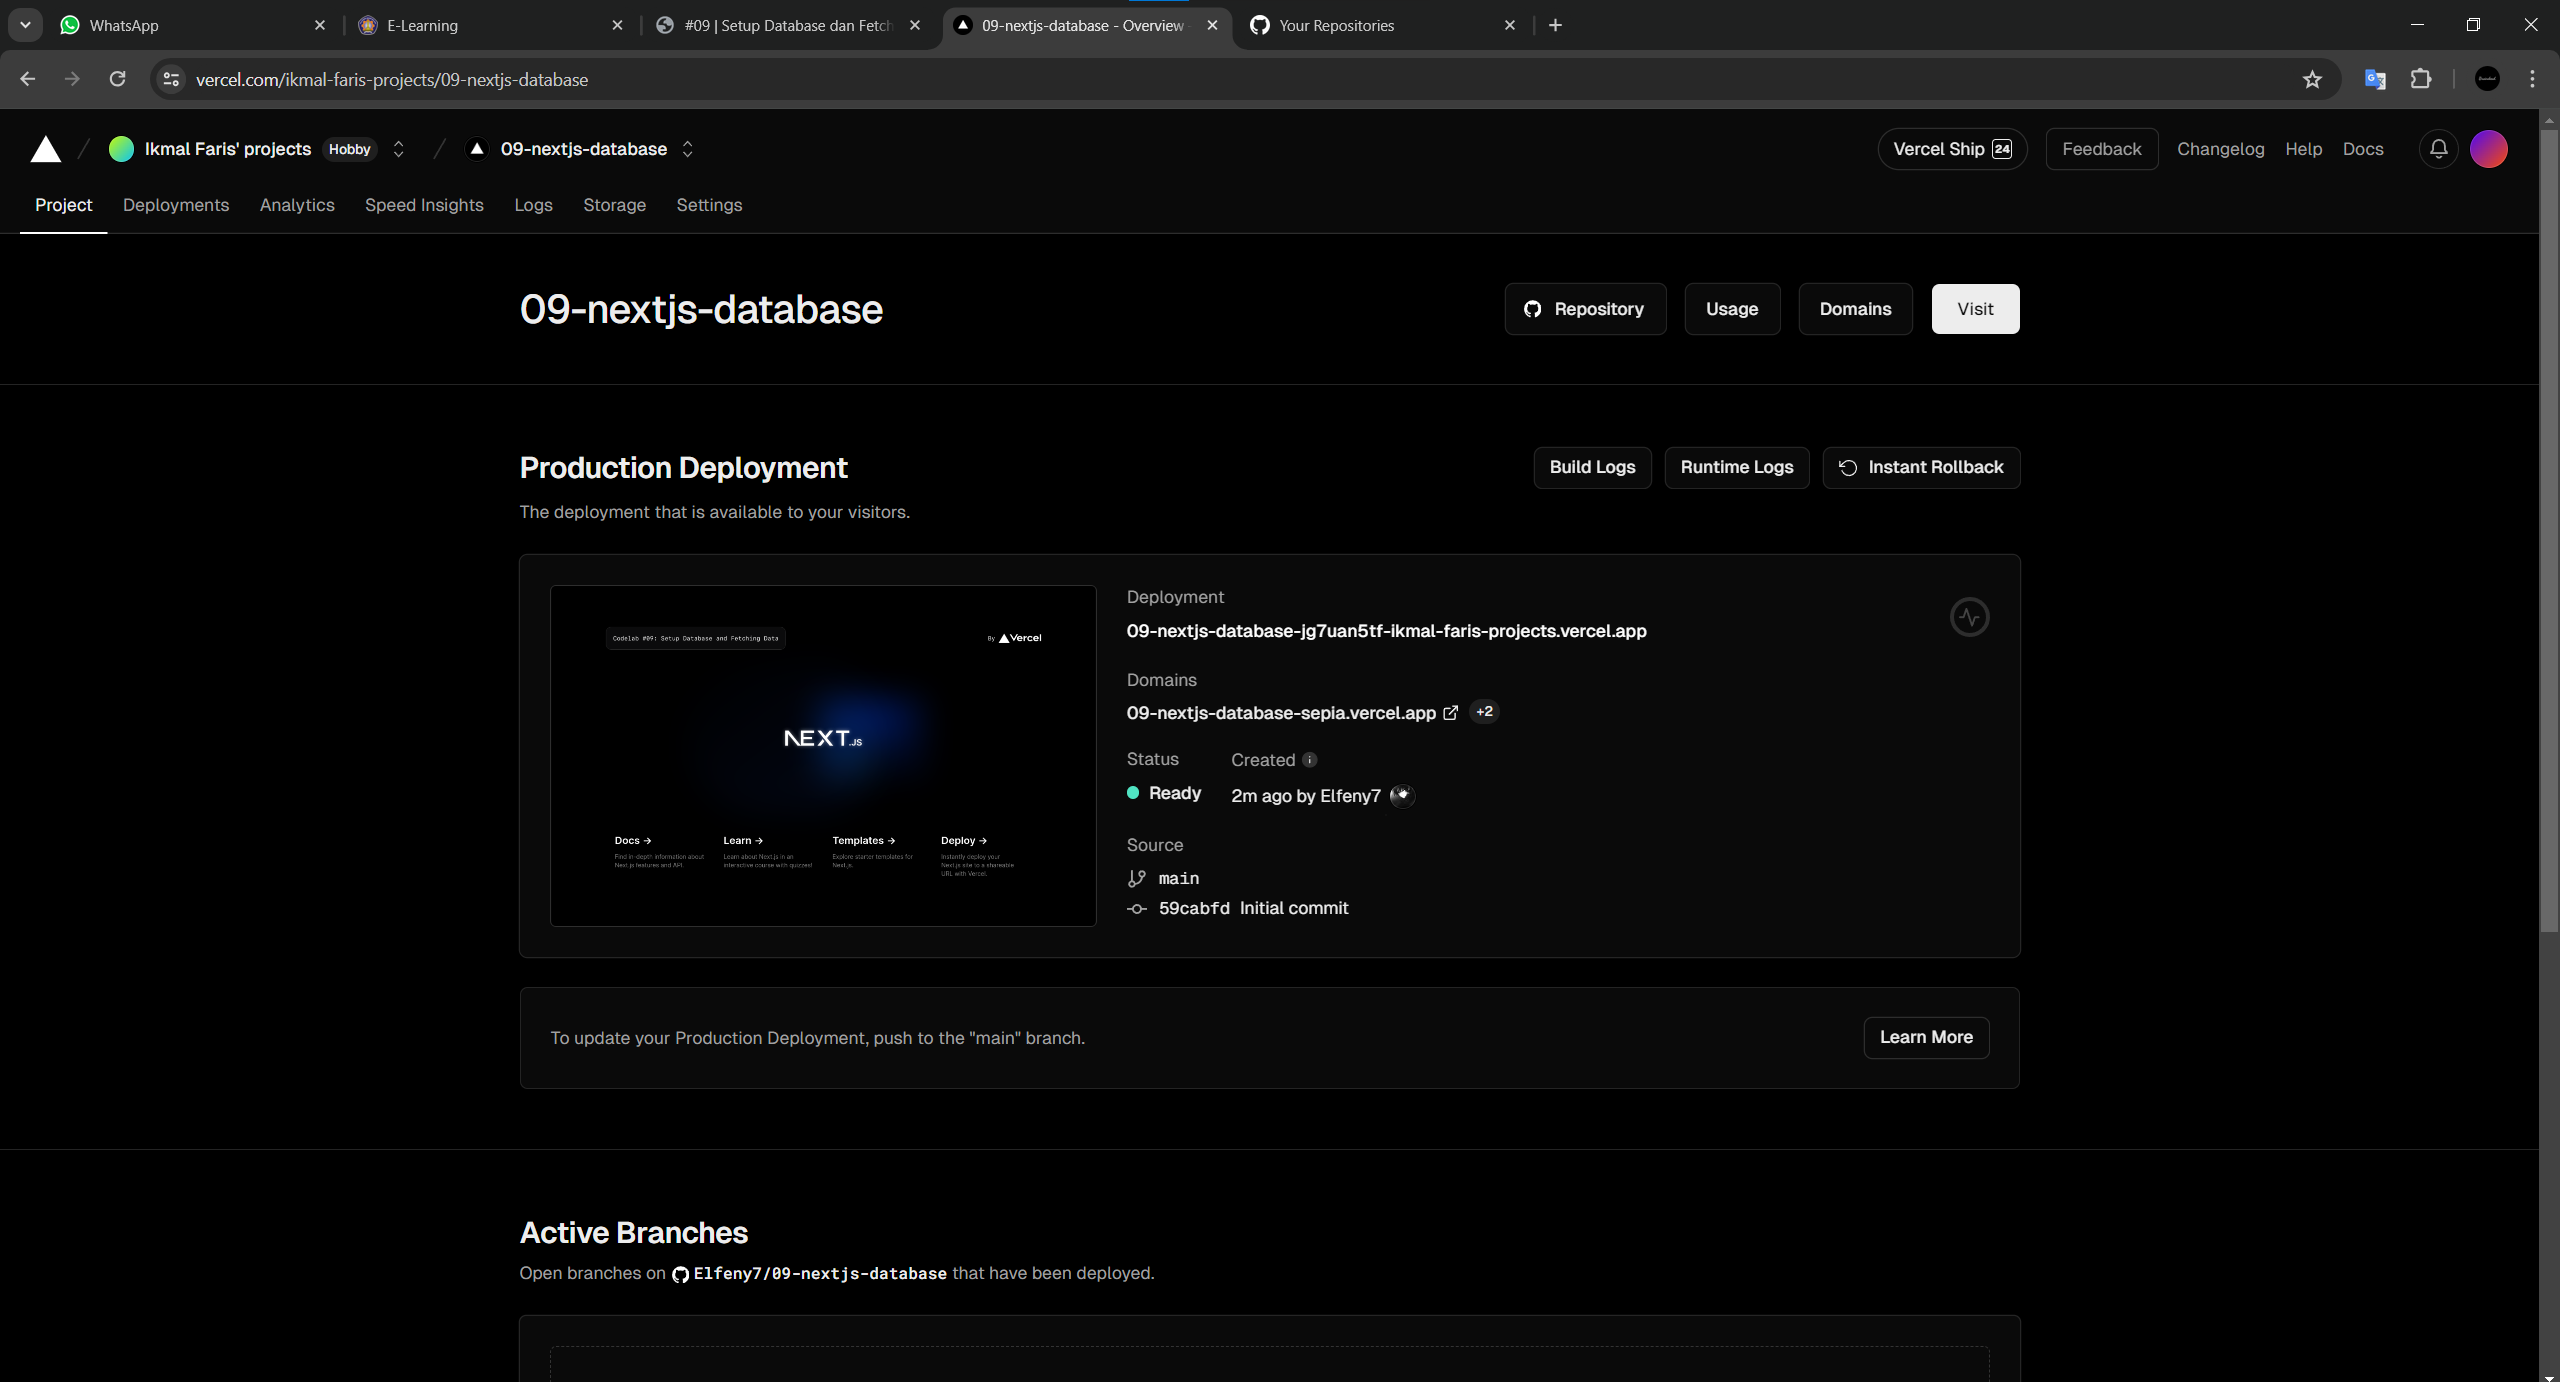 WhatsApp
E-Learning
#09 | Setup Database dan Fetch
09-nextjs-database - Overview
Your Repositories
vercel.com/ikmal-faris-projects/09-nextjs-database
Ikmal Faris' projects Hobby
09-nextjs-database
Vercel Ship 24
Feedback
Changelog
Help
Docs
Project
Deployments
Analytics
Speed Insights
Logs
Storage
Settings
09-nextjs-database
Repository
Usage
Domains
Visit
Production Deployment
Build Logs
Runtime Logs
Instant Rollback
The deployment that is available to your visitors.
Codelab #09: Setup Database and Fetching Data
By Vercel
NEXT.JS
Docs ->
Find in-depth information about
Next.js features and API.
Learn ->
Learn about Next.js in an
interactive course with quizzes!
Templates ->
Explore starter templates for
Next.js.
Deploy ->
Instantly deploy your
Next.js site to a shareable
URL with Vercel.
Deployment
09-nextjs-database-jg7uan5tf-ikmal-faris-projects.vercel.app
Domains
09-nextjs-database-sepia.vercel.app +2
Status
Ready
Created
2m ago by Elfeny7
Source
main
59cabfd Initial commit
To update your Production Deployment, push to the "main" branch.
Learn More
Active Branches
Open branches on Elfeny7/09-nextjs-database that have been deployed.